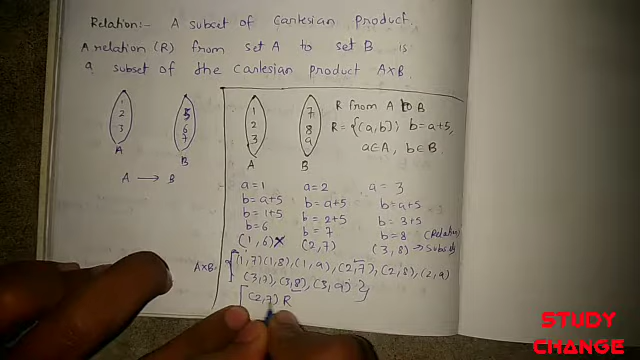 Relation:- A subset of Cartesian product.
A relation (R) from set A to set B is
a subset of the Cartesian product A×B.
1
2
3
A
5
6
7
B
A → B
1
2
3
A
7
8
9
B
R from A to B
R = {(a,b); b = a+5,
a∈A, b∈B.
a=1
b=a+5
b=1+5
b=6
(1,6)×
a=2
b=a+5
b=2+5
b=7
(2,7)
a=3
b=a+5
b=3+5
b=8 (Relation)
(3,8) → Subset
A×B = {(1,7)(1,8),(1,9),(2,7),(2,8),(2,9)
(3,7),(3,8),(3,9)}
[(2,7) R
STUDY
CHANGE